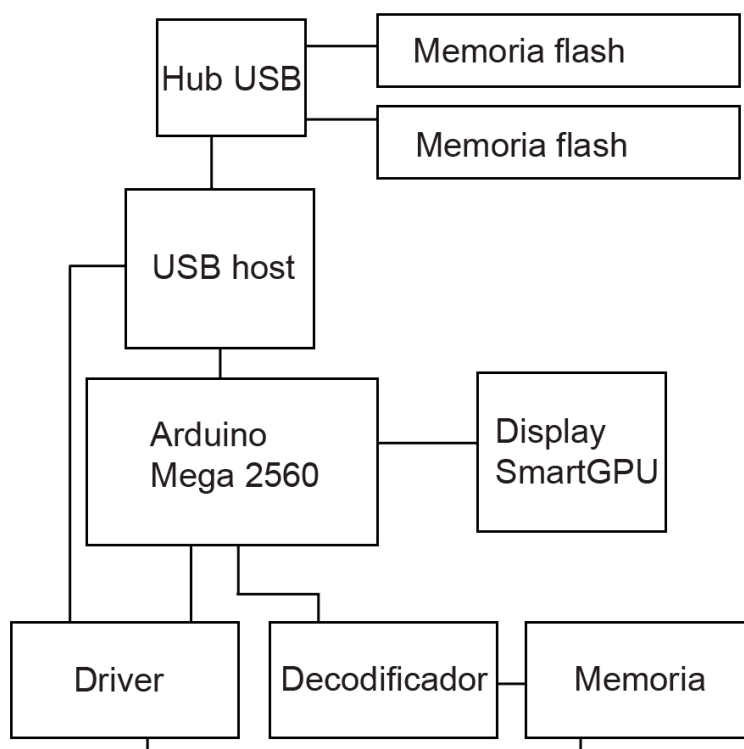 Hub USB
Memoria flash
Memoria flash
USB host
Arduino
Mega 2560
Display
SmartGPU
Driver
Decodificador
Memoria